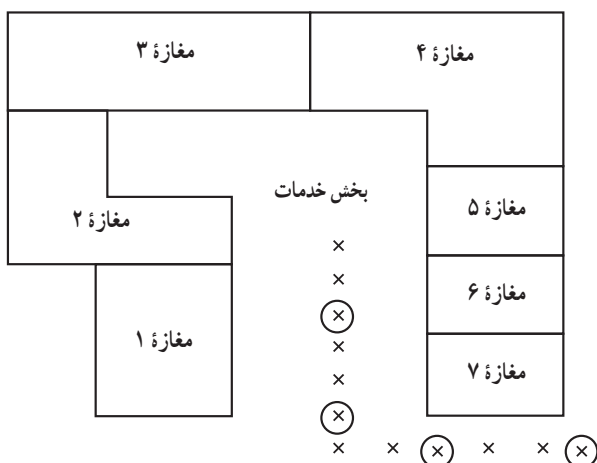 مغازهٔ ۳
مغازهٔ ۴
مغازهٔ ۲
بخش خدمات
مغازهٔ ۵
مغازهٔ ۱
مغازهٔ ۶
مغازهٔ ۷
×
×
×
×
×
×
× × × × × ×